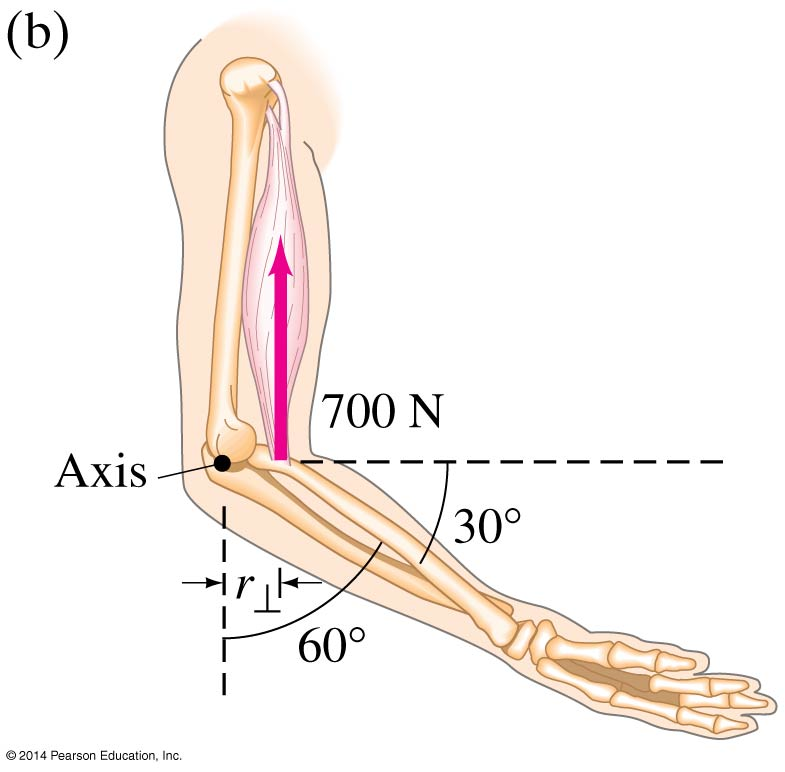 (b)
700 N
Axis
30°
r⊥
60°
© 2014 Pearson Education, Inc.